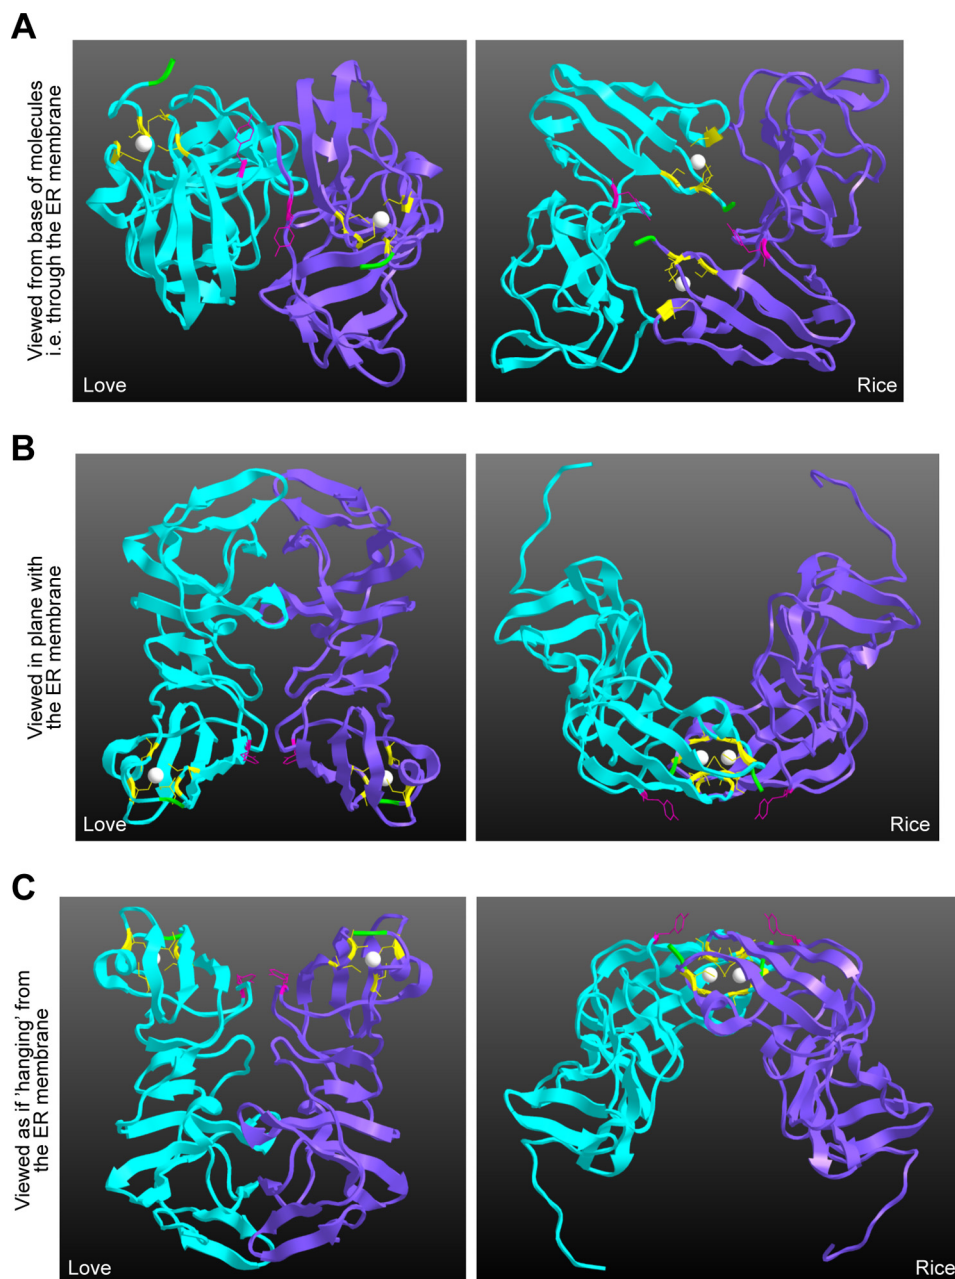 A
Viewed from base of molecules
i.e. through the ER membrane
Love
Rice
B
Viewed in plane with
the ER membrane
Love
Rice
C
Viewed as if 'hanging' from
the ER membrane
Love
Rice